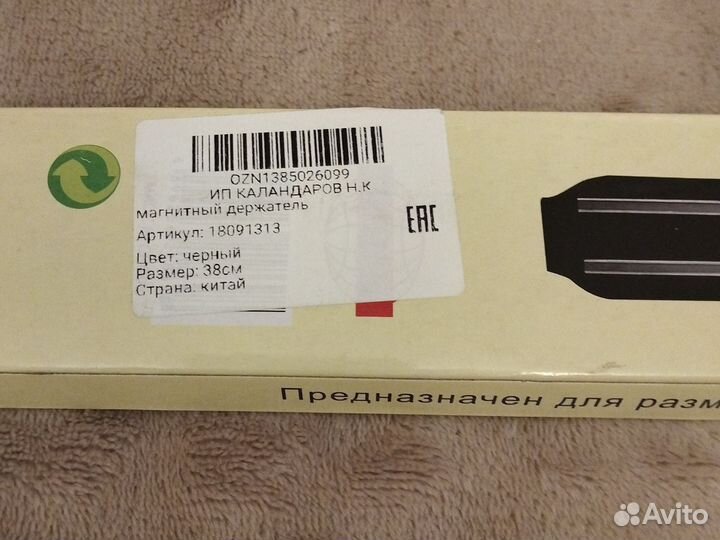 OZN1385026099
ИП КАЛАНДАРОВ Н.К
магнитный держатель
Артикул: 18091313
Цвет: черный
Размер: 38см
Страна: китай
EAC
Предназначен для разм
Avito